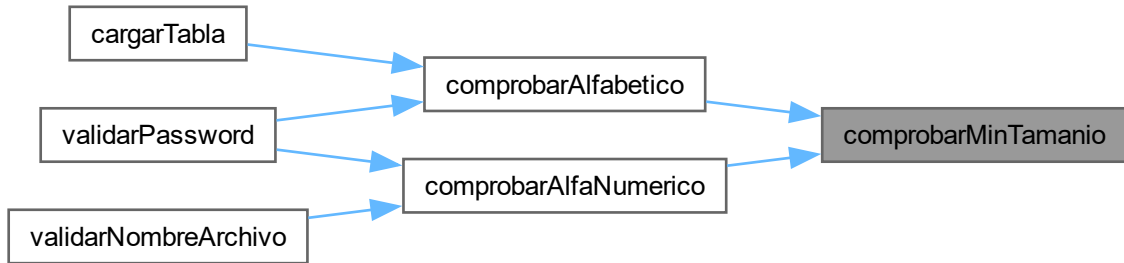 cargarTabla
comprobarAlfabetico
validarPassword
comprobarMinTamanio
comprobarAlfaNumerico
validarNombreArchivo